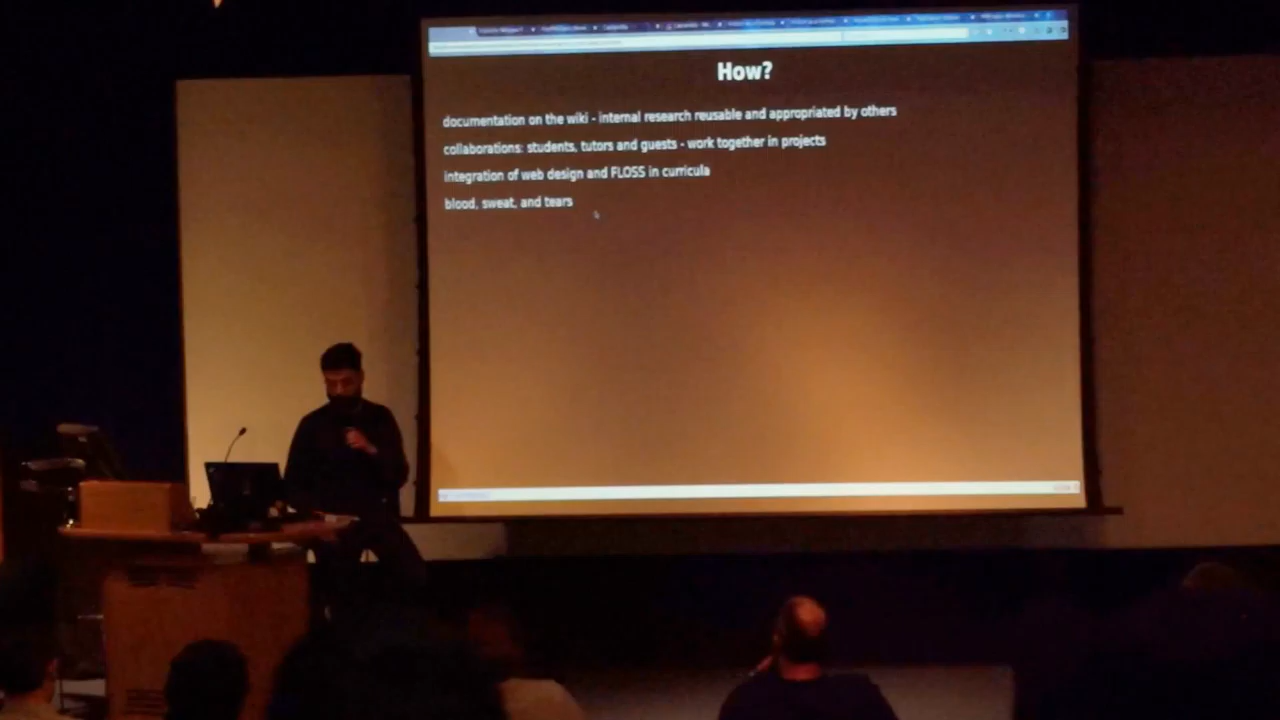 How?
documentation on the wiki - internal research reusable and appropriated by others
collaborations: students, tutors and guests - work together in projects
integration of web design and FLOSS in curricula
blood, sweat, and tears